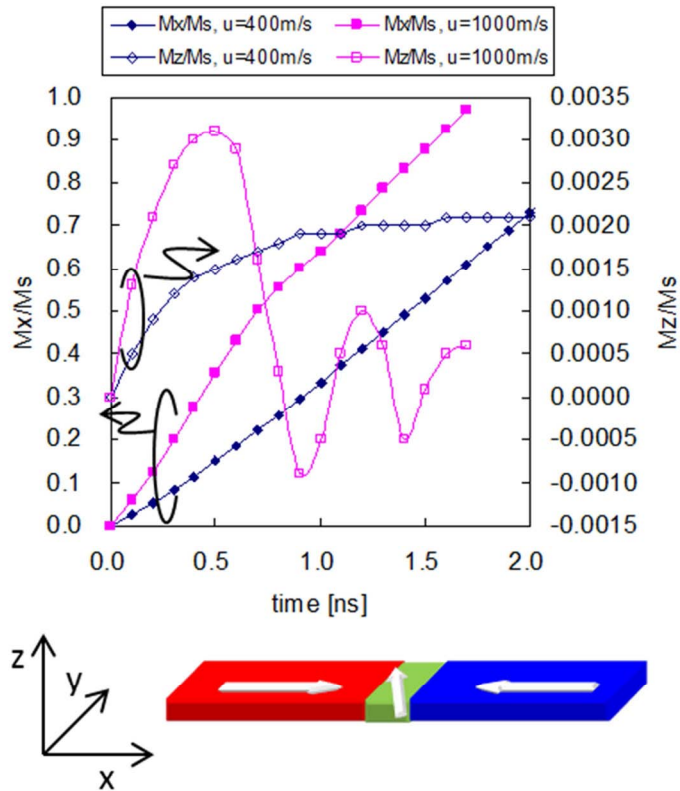 Mx/Ms, u=400m/s Mx/Ms, u=1000m/s
Mz/Ms, u=400m/s Mz/Ms, u=1000m/s
1.0 0.0035
0.9 0.0030
0.8 0.0025
0.7 0.0020
0.6 0.0015
0.5 0.0010
0.4 0.0005
0.3 0.0000
0.2 -0.0005
0.1 -0.0010
0.0 -0.0015
Mx/Ms
Mz/Ms
0.0 0.5 1.0 1.5 2.0
time [ns]
z
y
x